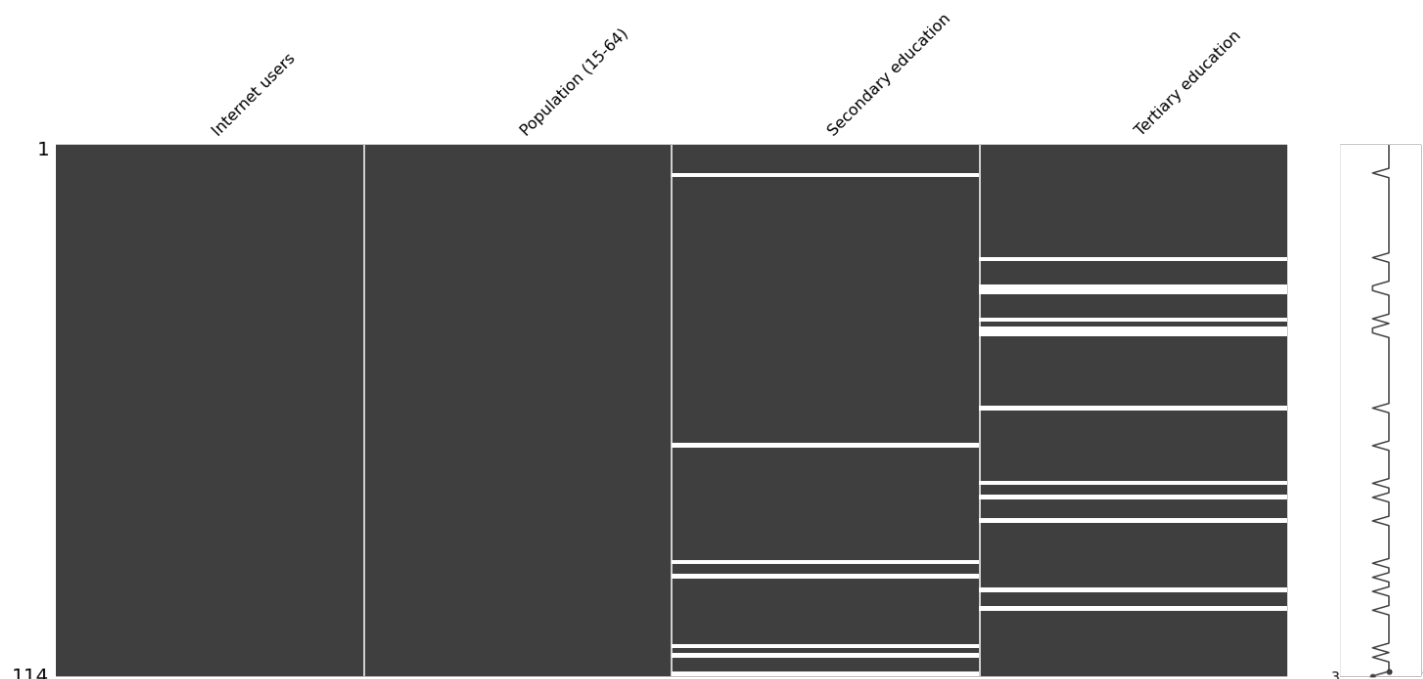 Internet users
Population (15-64)
Secondary education
Tertiary education
1
114
3